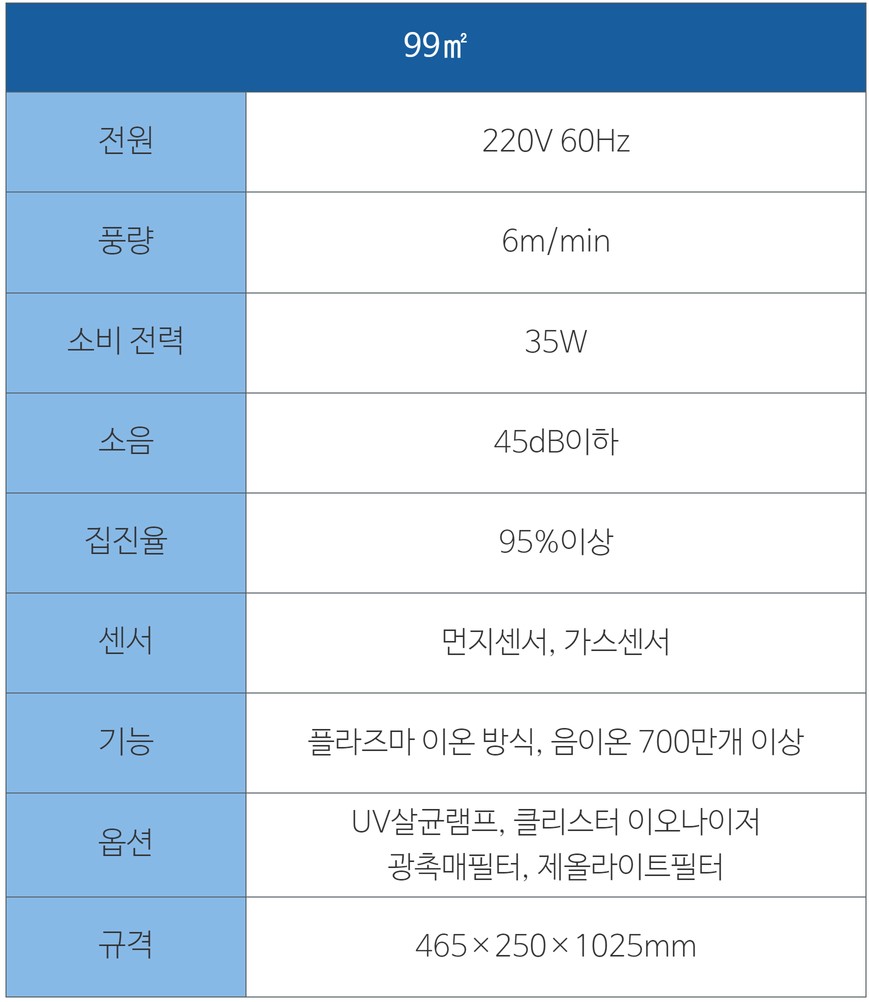 99㎡
전원
220V 60Hz
풍량
6m/min
소비 전력
35W
소음
45dB이하
집진율
95%이상
센서
먼지센서, 가스센서
기능
플라즈마 이온 방식, 음이온 700만개 이상
옵션
UV살균램프, 클리스터 이오나이저
광촉매필터, 제올라이트필터
규격
465×250×1025mm